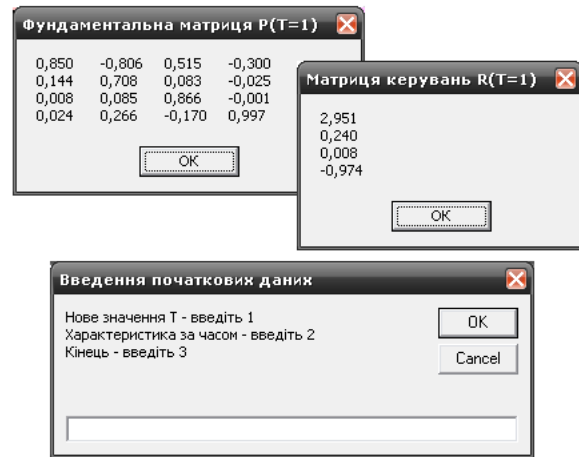 Фундаментальна матриця P(T=1)
0,850 -0,806 0,515 -0,300
0,144 0,708 0,083 -0,025
0,008 0,085 0,866 -0,001
0,024 0,266 -0,170 0,997
OK
Матриця керувань R(T=1)
2,951
0,240
0,008
-0,974
OK
Введення початкових даних
Нове значення Т - введіть 1
Характеристика за часом - введіть 2
Кінець - введіть 3
OK
Cancel